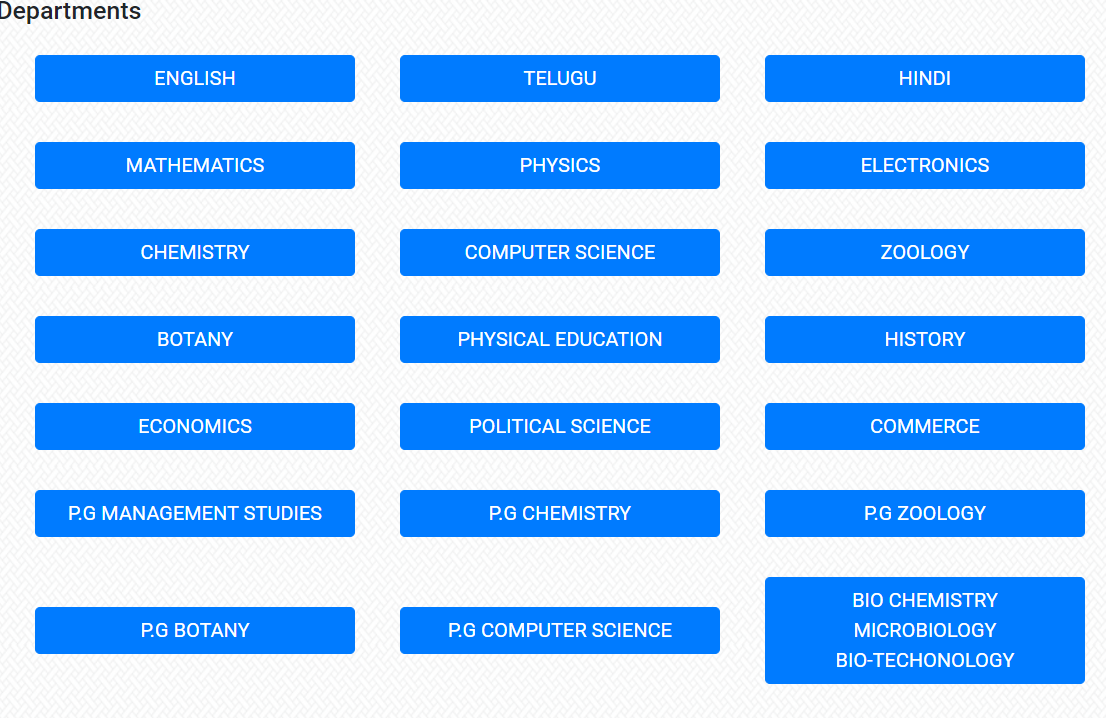 Departments
ENGLISH
TELUGU
HINDI
MATHEMATICS
PHYSICS
ELECTRONICS
CHEMISTRY
COMPUTER SCIENCE
ZOOLOGY
BOTANY
PHYSICAL EDUCATION
HISTORY
ECONOMICS
POLITICAL SCIENCE
COMMERCE
P.G MANAGEMENT STUDIES
P.G CHEMISTRY
P.G ZOOLOGY
P.G BOTANY
P.G COMPUTER SCIENCE
BIO CHEMISTRY
MICROBIOLOGY
BIO-TECHONOLOGY